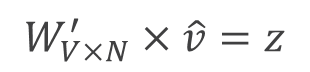 W′_{V×N} × v̂ = z